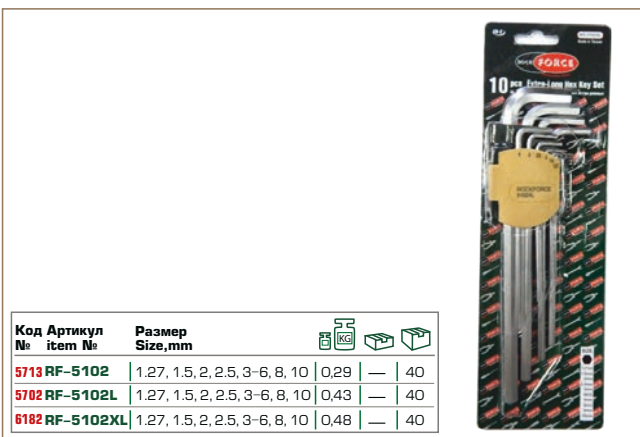 ROCK FORCE
10 pcs Extra-Long Hex Key Set
ROCKFORCE
Код Артикул Размер
№ item № Size,mm KG
5713 RF-5102 1.27, 1.5, 2, 2.5, 3-6, 8, 10 0,29 — 40
5702 RF-5102L 1.27, 1.5, 2, 2.5, 3-6, 8, 10 0,43 — 40
6182 RF-5102XL 1.27, 1.5, 2, 2.5, 3-6, 8, 10 0,48 — 40